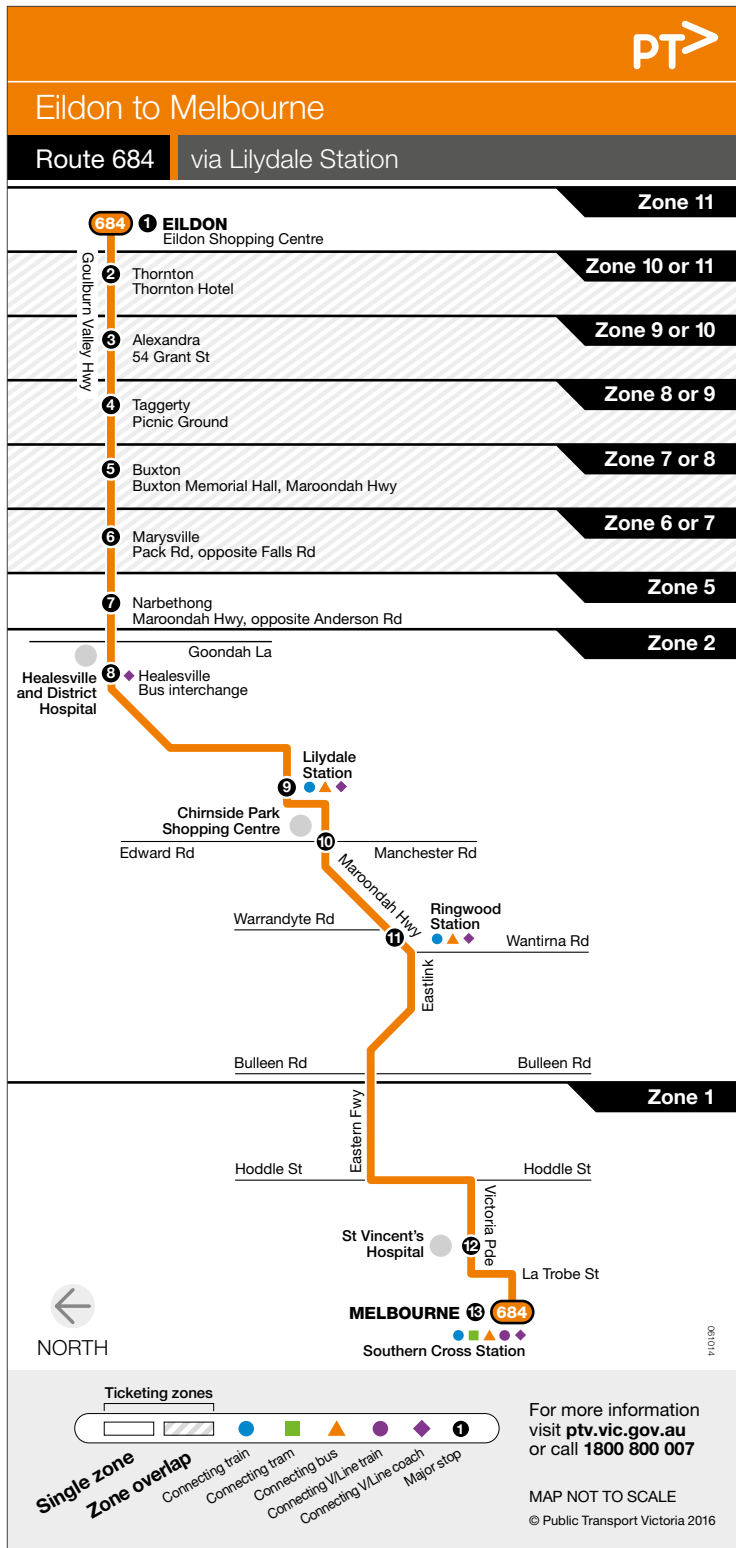 PT>
Eildon to Melbourne
Route 684 via Lilydale Station
Zone 11
684 1 EILDON
Eildon Shopping Centre
Zone 10 or 11
Goulburn Valley Hwy
2 Thornton
Thornton Hotel
Zone 9 or 10
3 Alexandra
54 Grant St
Zone 8 or 9
4 Taggerty
Picnic Ground
Zone 7 or 8
5 Buxton
Buxton Memorial Hall, Maroondah Hwy
Zone 6 or 7
6 Marysville
Pack Rd, opposite Falls Rd
Zone 5
7 Narbethong
Maroondah Hwy, opposite Anderson Rd
Zone 2
Goondah La
Healesville
and District
Hospital
8 Healesville
Bus interchange
Lilydale
Station
9
Chirnside Park
Shopping Centre
10
Edward Rd
Manchester Rd
Maroondah Hwy
Ringwood
Station
Warrandyte Rd
11
Wantirna Rd
Eastlink
Bulleen Rd
Bulleen Rd
Zone 1
Eastern Fwy
Hoddle St
Hoddle St
Victoria Pde
St Vincent's
Hospital
12
La Trobe St
MELBOURNE 13 684
Southern Cross Station
NORTH
061014
Ticketing zones
1
Single zone
Zone overlap
Connecting train
Connecting tram
Connecting bus
Connecting V/Line train
Connecting V/Line coach
Major stop
For more information
visit ptv.vic.gov.au
or call 1800 800 007
MAP NOT TO SCALE
© Public Transport Victoria 2016